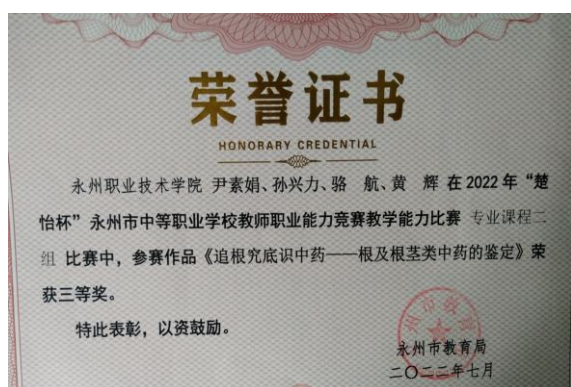 荣誉证书
HONORARY CREDENTIAL
永州职业技术学院 尹素娟、孙兴力、骆 航、黄 辉 在 2022 年“楚
怡杯”永州市中等职业学校教师职业能力竞赛教学能力比赛 专业课程二
组 比赛中，参赛作品《追根究底识中药——根及根茎类中药的鉴定》荣
获三等奖。
特此表彰，以资鼓励。
永州市教育局
二〇二二年七月